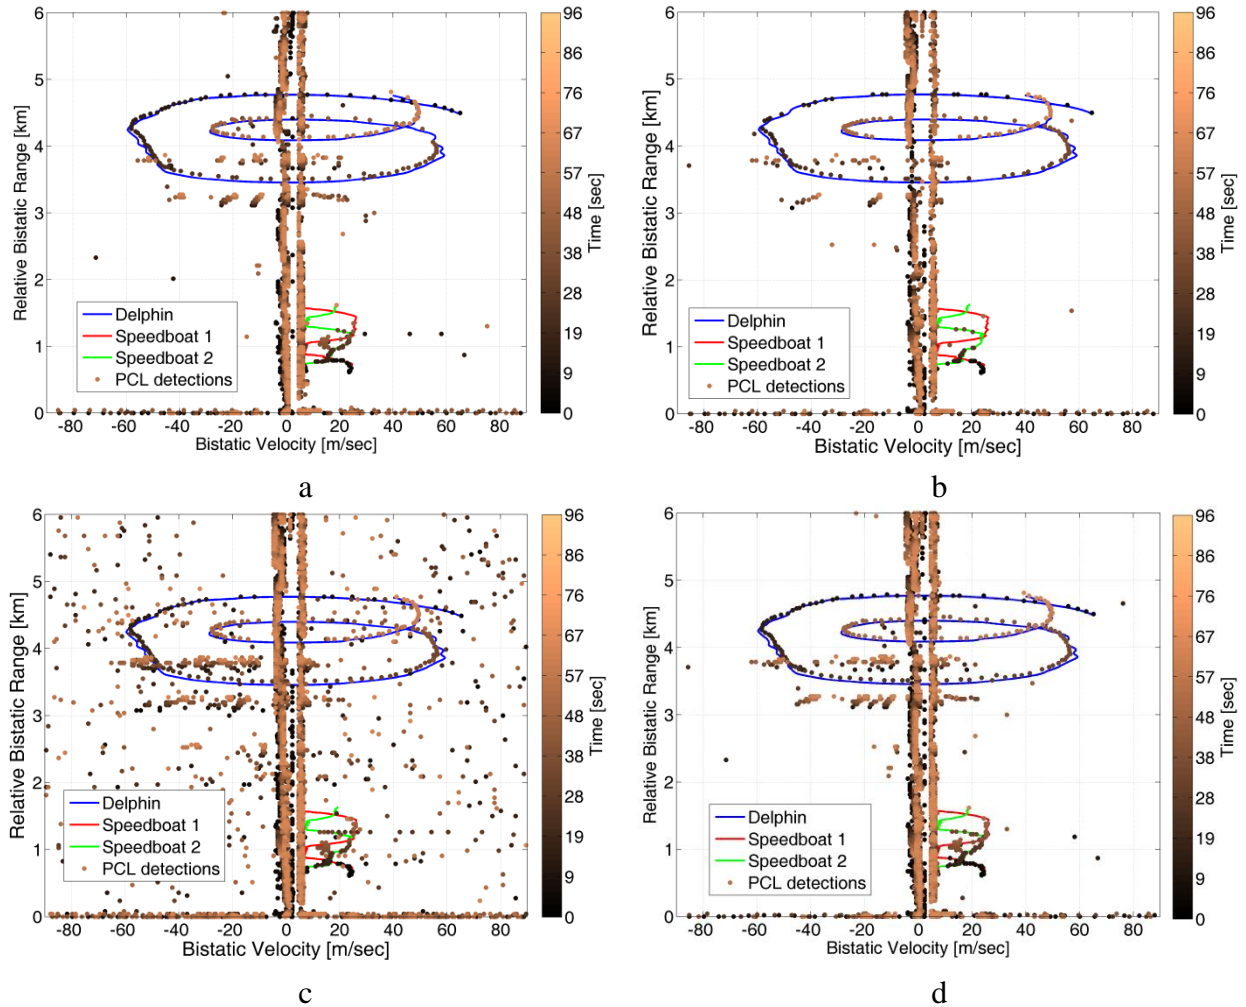 6
5
4
3
2
1
0
Relative Bistatic Range [km]
-80 -60 -40 -20 0 20 40 60 80
Bistatic Velocity [m/sec]
Delphin
Speedboat 1
Speedboat 2
PCL detections
96
86
76
67
57
48
38
28
19
9
0
Time [sec]
a
6
5
4
3
2
1
0
Relative Bistatic Range [km]
-80 -60 -40 -20 0 20 40 60 80
Bistatic Velocity [m/sec]
Delphin
Speedboat 1
Speedboat 2
PCL detections
96
86
76
67
57
48
38
28
19
9
0
Time [sec]
b
6
5
4
3
2
1
0
Relative Bistatic Range [km]
-80 -60 -40 -20 0 20 40 60 80
Bistatic Velocity [m/sec]
Delphin
Speedboat 1
Speedboat 2
PCL detections
96
86
76
67
57
48
38
28
19
9
0
Time [sec]
c
6
5
4
3
2
1
0
Relative Bistatic Range [km]
-80 -60 -40 -20 0 20 40 60 80
Bistatic Velocity [m/sec]
Delphin
Speedboat 1
Speedboat 2
PCL detections
96
86
76
67
57
48
38
28
19
9
0
Time [sec]
d